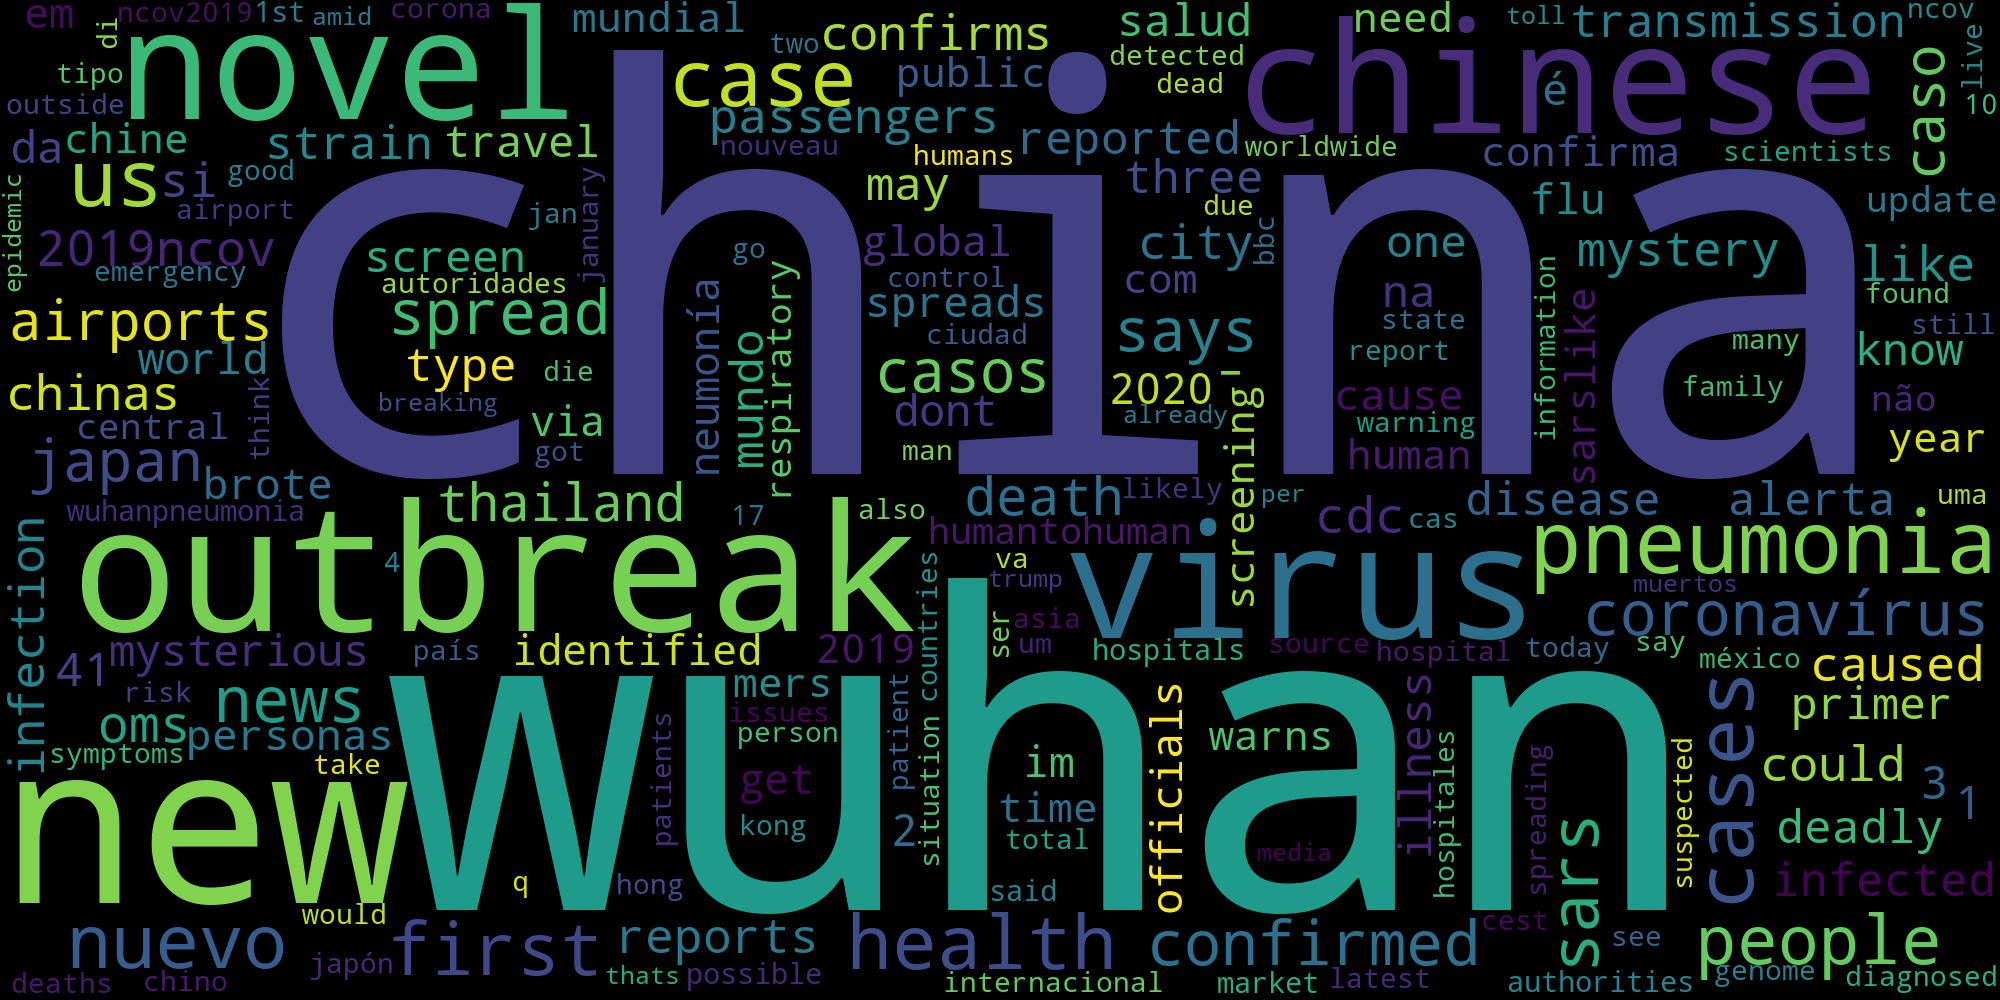 em
ncov2019
1st
amid
corona
mundial
two
confirms
salud
need
toll
transmission
ncov
di
novel
tipo
outside
case
public
detected
dead
chinese
é
caso
live
10
da
chine
strain
travel
passengers
nouveau
humans
reported
worldwide
confirma
scientists
us
si
good
airport
january
may
three
due
flu
update
epidemic
2019ncov
emergency
screen
jan
go
global
control
city
bbc
one
mystery
like
autoridades
china
airports
spread
neumonía
respiratory
spreads
ciudad
com
says
na
state
information
sarslike
found
still
world
type
die
mundo
casos
report
many
know
chinas
breaking
via
dont
2020
already
cause
family
não
central
think
got
man
screening
warning
year
japan
brote
human
wuhanpneumonia
thailand
17
also
death
likely
per
cdc
cas
disease
alerta
uma
infection
outbreak
4
humantohuman
virus
pneumonia
va
trump
muertos
countries
ser
asia
coronavírus
mysterious
país
identified
2019
um
hospitals
source
hospital
today
say
méxico
41
risk
news
mers
issues
patient
caused
oms
personas
person
officials
warns
illness
cases
primer
symptoms
take
patients
situation
im
hospitales
spreading
suspected
could
new
wuhan
get
time
3
1
kong
2
total
sars
deadly
q
hong
media
said
infected
would
nuevo
first
reports
health
confirmed
cest
see
people
deaths
chino
japón
thats
possible
internacional
market
latest
authorities
genome
diagnosed